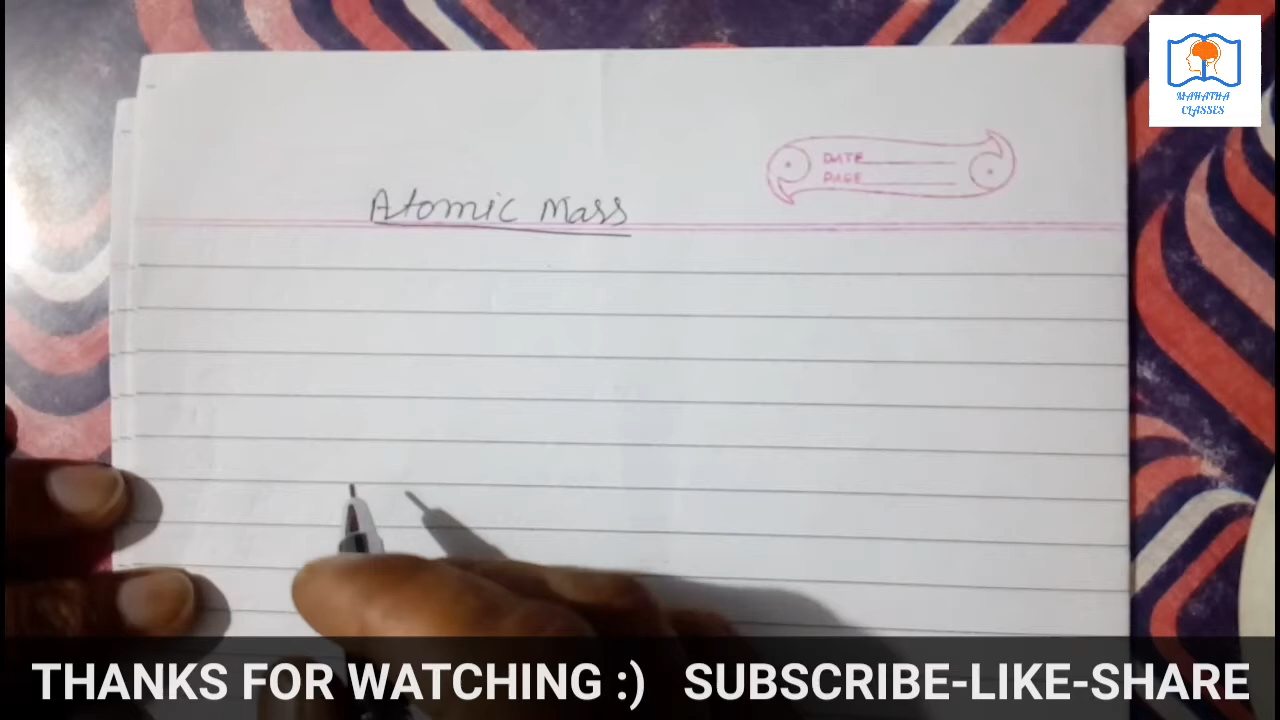 MAHATHA
CLASSES
DATE
PAGE
Atomic Mass
THANKS FOR WATCHING :) SUBSCRIBE-LIKE-SHARE